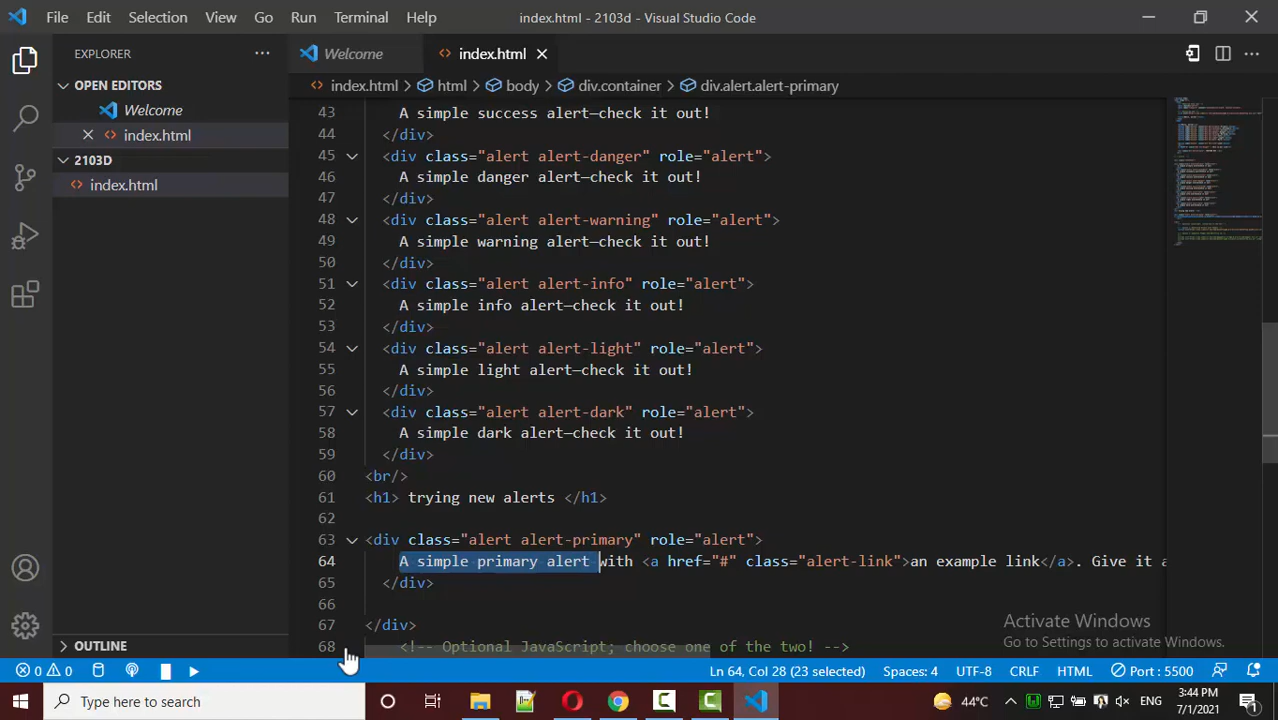 File Edit Selection View Go Run Terminal Help index.html - 2103d - Visual Studio Code
EXPLORER
Welcome index.html
OPEN EDITORS
index.html html body div.container div.alert.alert-primary
Welcome
index.html
2103D
index.html
OUTLINE
43 A simple success alert—check it out!
44 </div>
45 <div class="alert alert-danger" role="alert">
46 A simple danger alert—check it out!
47 </div>
48 <div class="alert alert-warning" role="alert">
49 A simple warning alert—check it out!
50 </div>
51 <div class="alert alert-info" role="alert">
52 A simple info alert—check it out!
53 </div>
54 <div class="alert alert-light" role="alert">
55 A simple light alert—check it out!
56 </div>
57 <div class="alert alert-dark" role="alert">
58 A simple dark alert—check it out!
59 </div>
60 <br/>
61 <h1> trying new alerts </h1>
62
63 <div class="alert alert-primary" role="alert">
64 A simple primary alert with <a href="#" class="alert-link">an example link</a>. Give it a
65 </div>
66
67 </div>
68 <!-- Optional JavaScript; choose one of the two! -->
Activate Windows
Go to Settings to activate Windows.
0 0 Ln 64, Col 28 (23 selected) Spaces: 4 UTF-8 CRLF HTML Port : 5500
Type here to search 44°C ENG 3:44 PM
7/1/2021 1